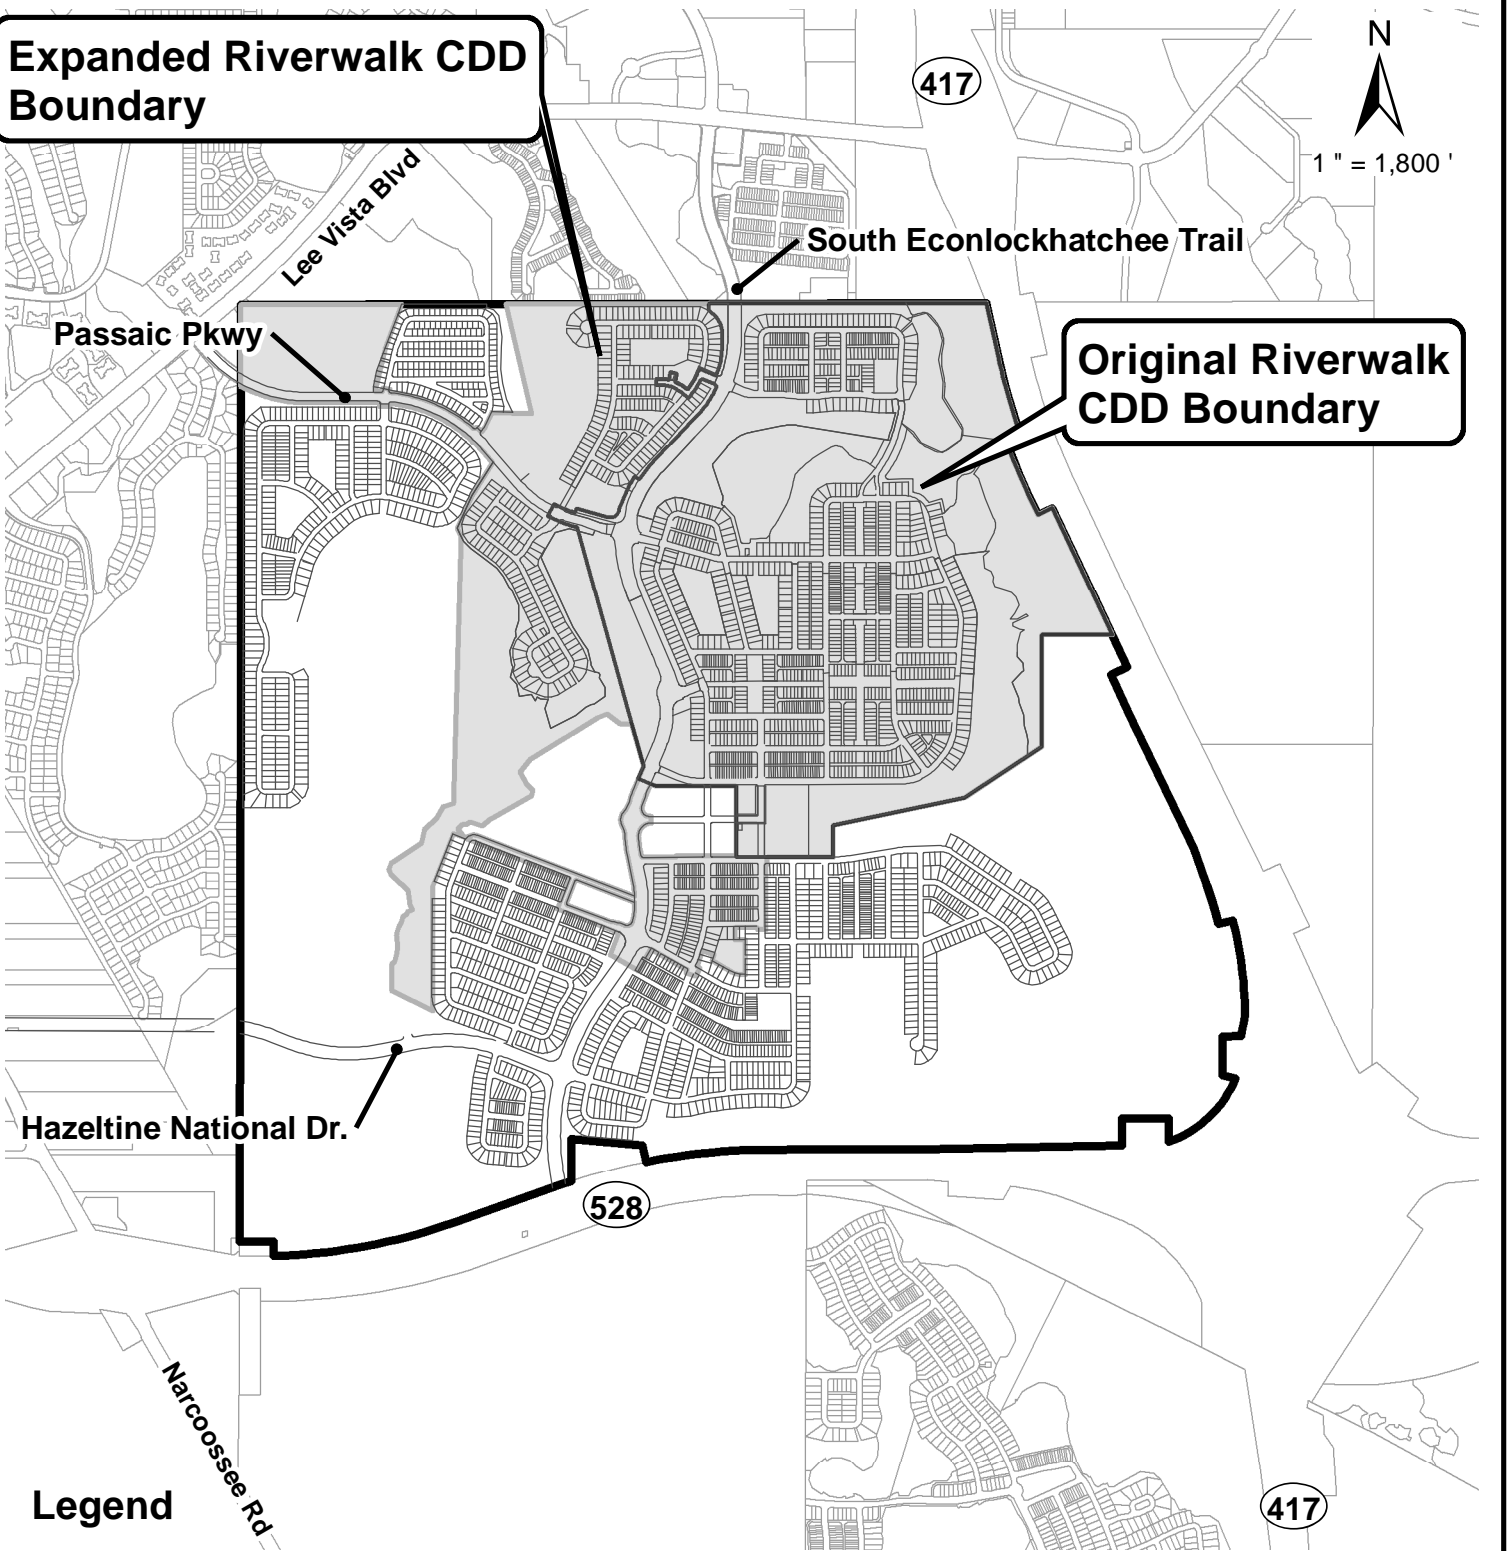 Expanded Riverwalk CDD
Boundary
417
N
1 " = 1,800 '
Lee Vista Blvd
South Econlockhatchee Trail
Passaic Pkwy
Original Riverwalk
CDD Boundary
Hazeltine National Dr.
528
Narcoossee Rd
Legend
417